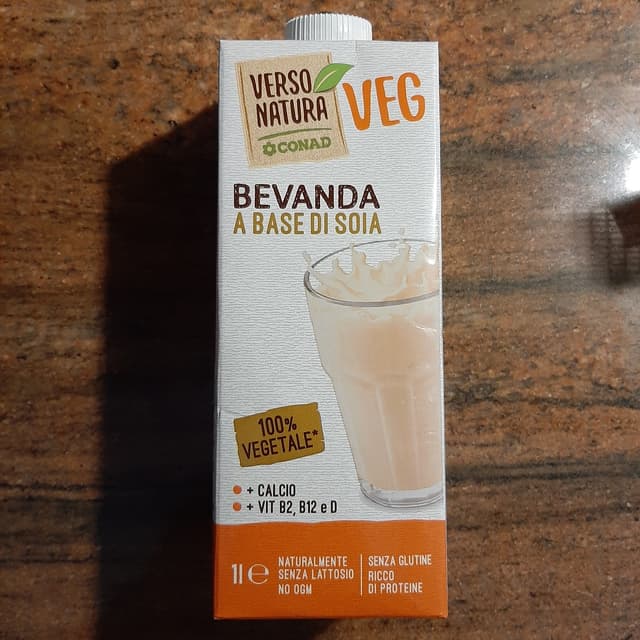 VERSO
NATURA
CONAD
VEG
BEVANDA
A BASE DI SOIA
100%
VEGETALE*
+ CALCIO
+ VIT B2, B12 e D
1l e
NATURALMENTE
SENZA LATTOSIO
NO OGM
SENZA GLUTINE
RICCO
DI PROTEINE